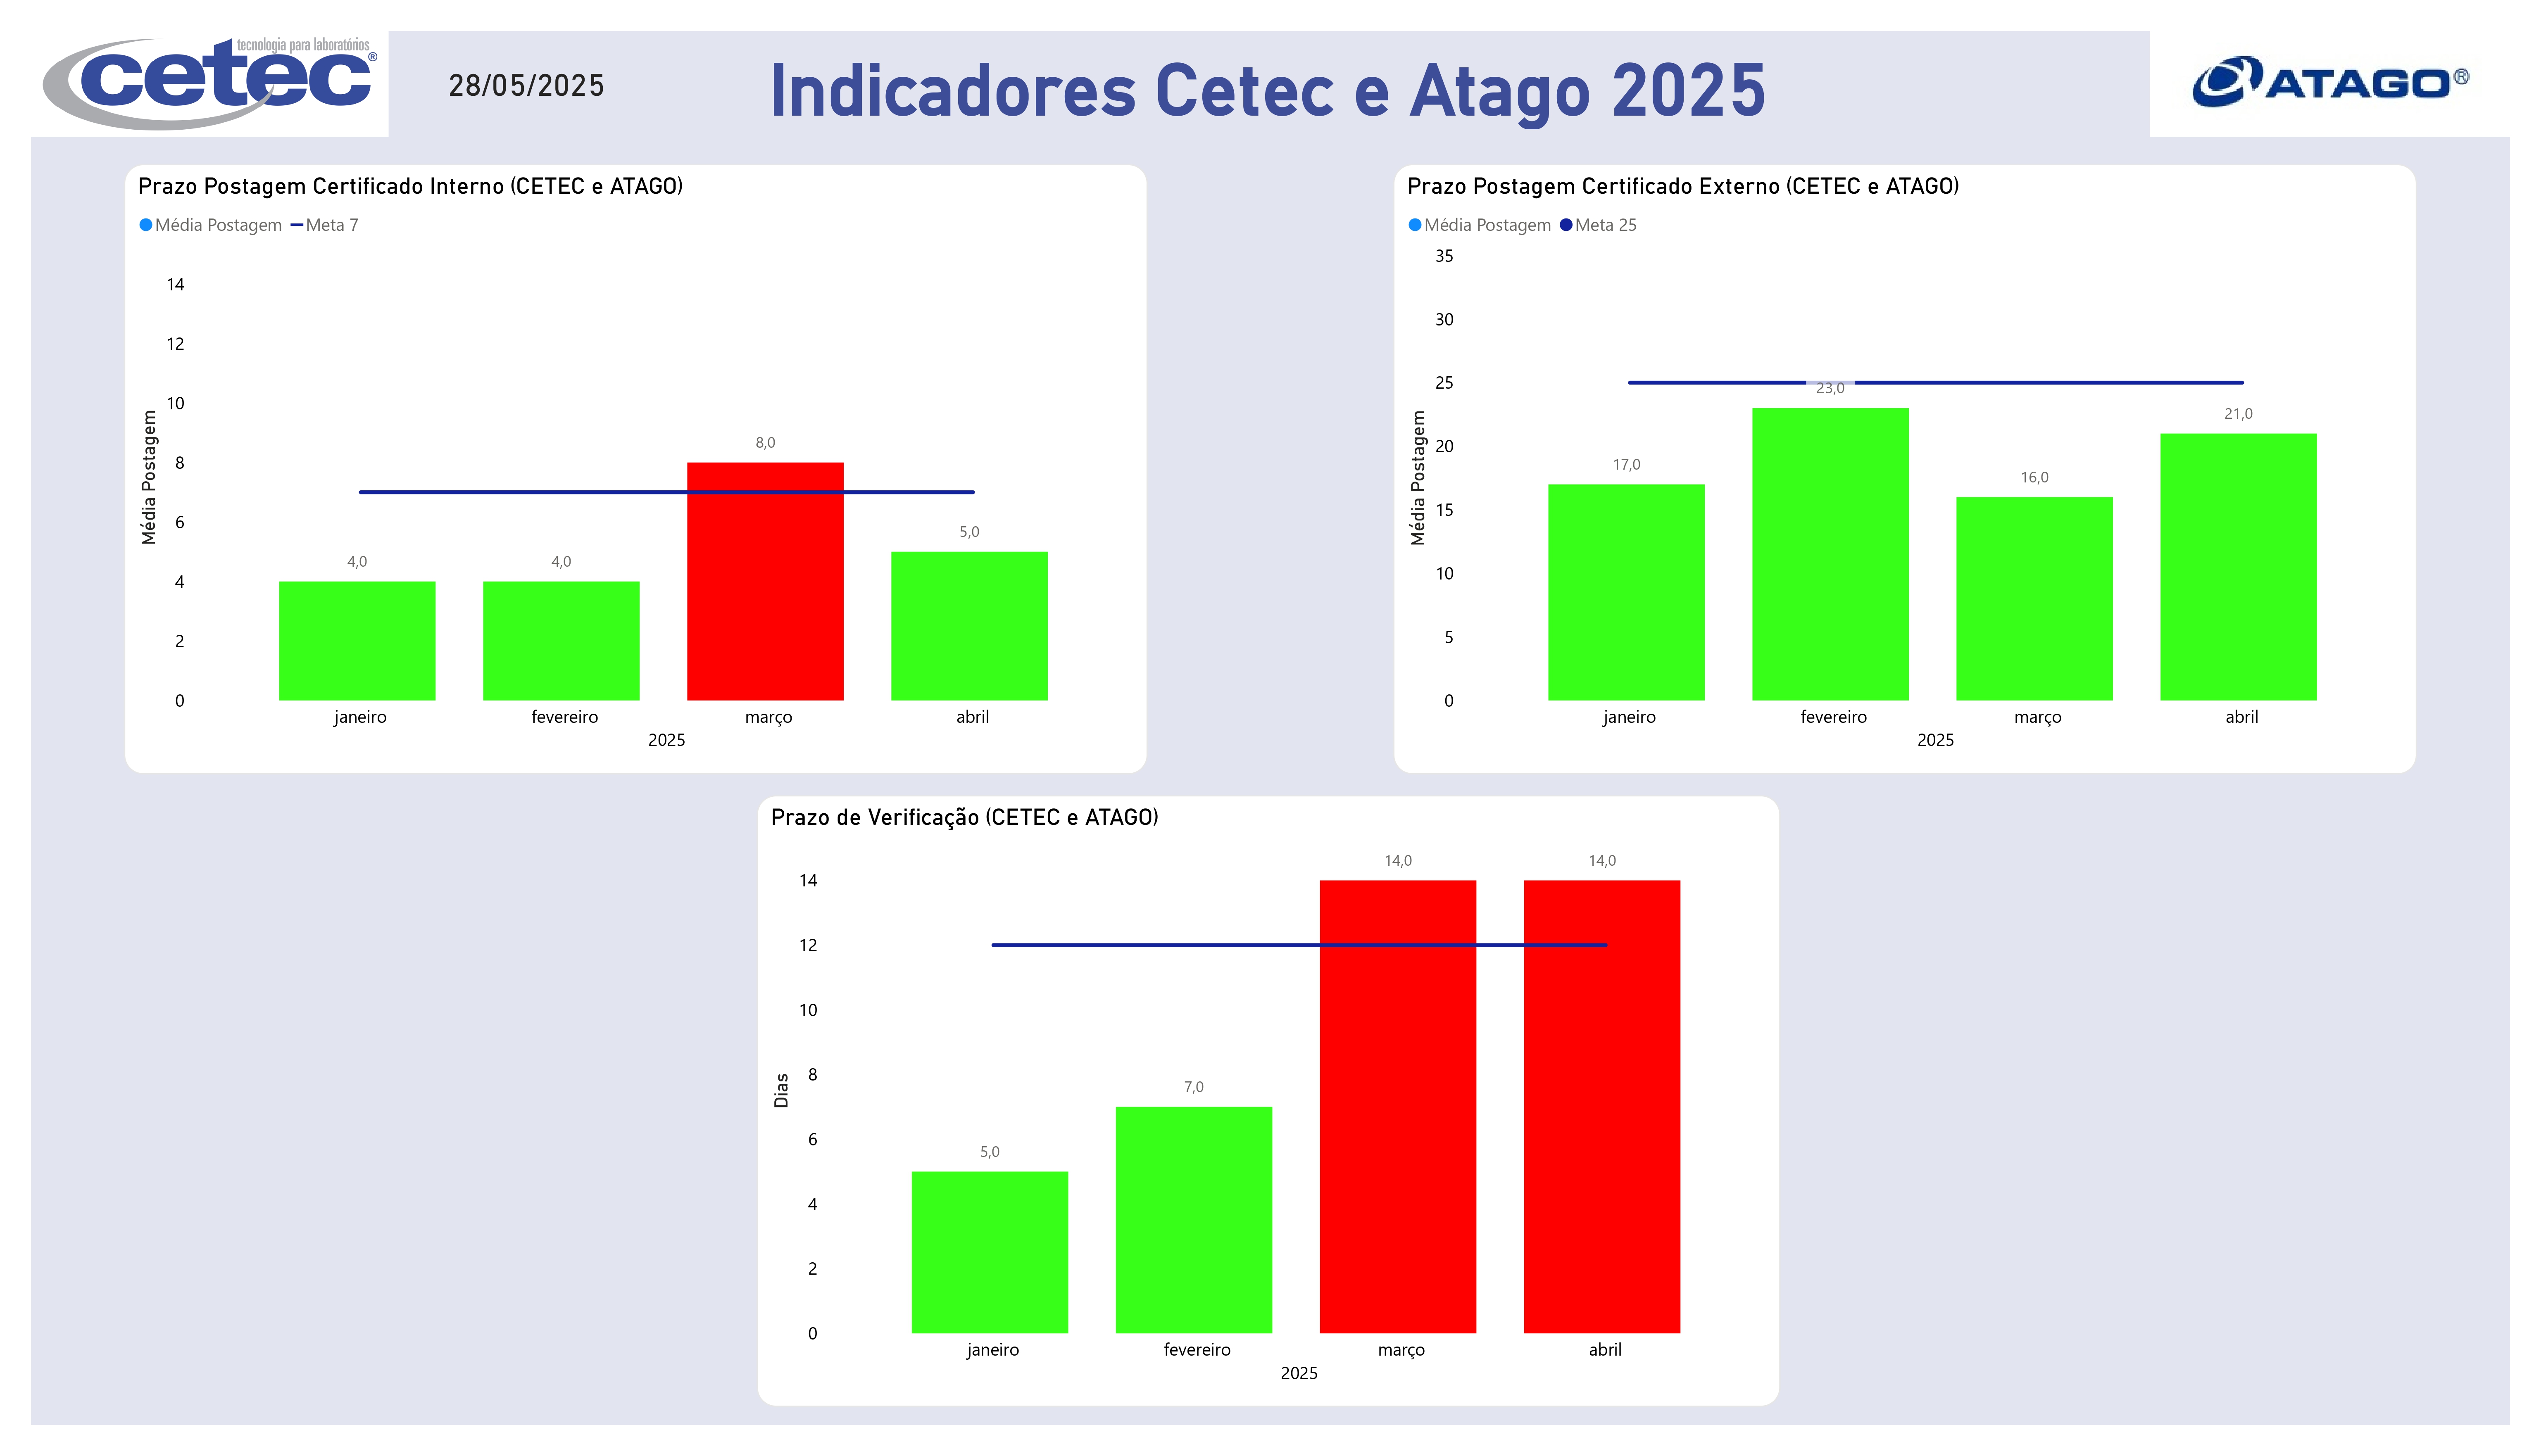 tecnologia para laboratórios
cetec®
28/05/2025
Indicadores Cetec e Atago 2025
ATAGO®
Prazo Postagem Certificado Interno (CETEC e ATAGO)
Média Postagem Meta 7
14
12
10
8
6
4
2
0
Média Postagem
4,0
4,0
8,0
5,0
janeiro fevereiro março abril
2025
Prazo Postagem Certificado Externo (CETEC e ATAGO)
Média Postagem Meta 25
35
30
25
20
15
10
5
0
Média Postagem
17,0
23,0
16,0
21,0
janeiro fevereiro março abril
2025
Prazo de Verificação (CETEC e ATAGO)
14
12
10
8
6
4
2
0
Dias
5,0
7,0
14,0
14,0
janeiro fevereiro março abril
2025